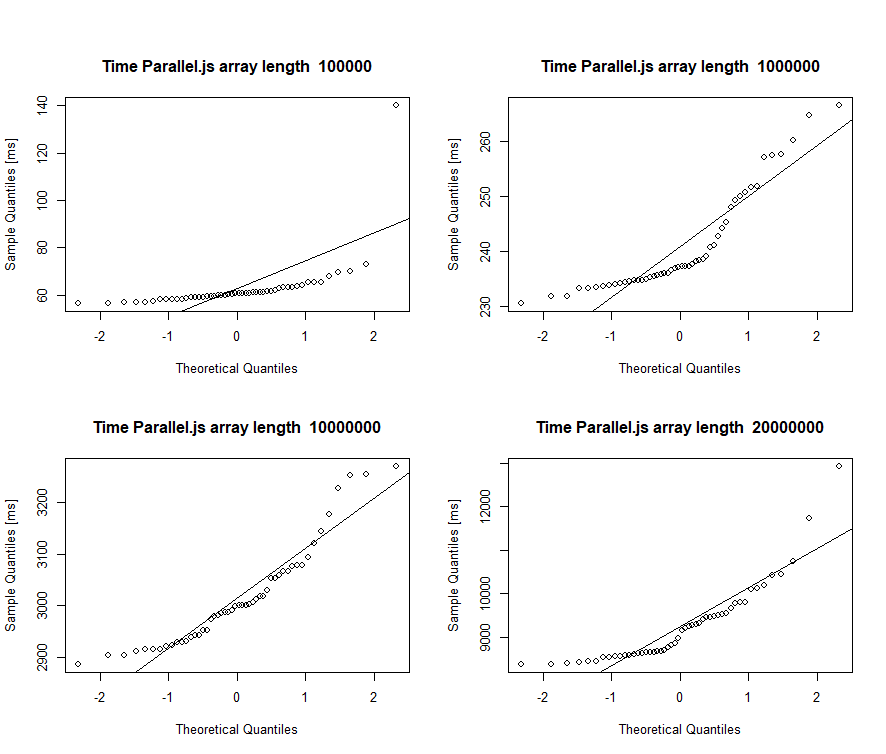 Time Parallel.js array length 100000
Sample Quantiles [ms]
140
120
100
80
60
-2 -1 0 1 2
Theoretical Quantiles
Time Parallel.js array length 1000000
Sample Quantiles [ms]
260
250
240
230
-2 -1 0 1 2
Theoretical Quantiles
Time Parallel.js array length 10000000
Sample Quantiles [ms]
3200
3100
3000
2900
-2 -1 0 1 2
Theoretical Quantiles
Time Parallel.js array length 20000000
Sample Quantiles [ms]
12000
10000
9000
-2 -1 0 1 2
Theoretical Quantiles